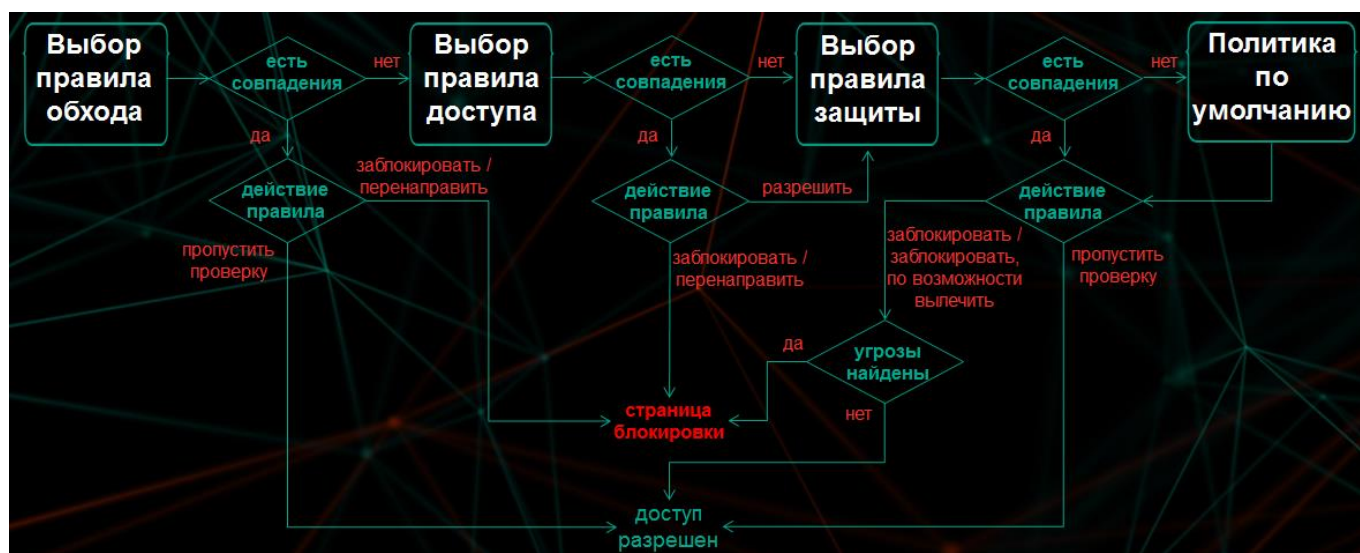 Выбор
правила
обхода
есть
совпадения
нет
Выбор
правила
доступа
есть
совпадения
нет
Выбор
правила
защиты
есть
совпадения
нет
Политика
по
умолчанию
да
действие
правила
заблокировать /
перенаправить
да
действие
правила
разрешить
да
действие
правила
пропустить
проверку
заблокировать /
перенаправить
заблокировать /
заблокировать,
по возможности
вылечить
пропустить
проверку
да
угрозы
найдены
нет
страница
блокировки
доступ
разрешен